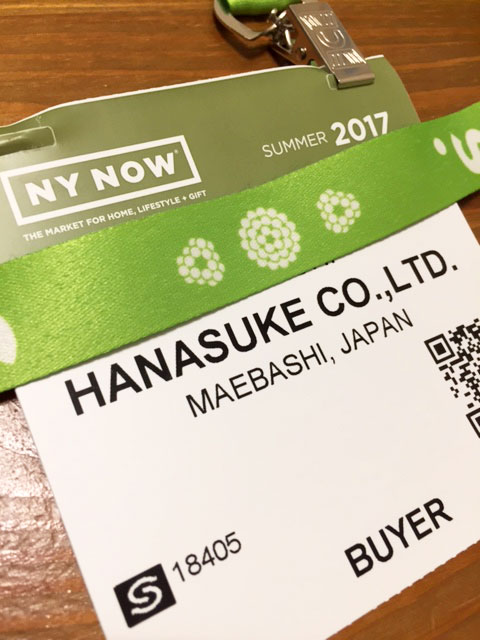 SUMMER 2017
NY NOW®
THE MARKET FOR HOME, LIFESTYLE + GIFT
HANASUKE CO.,LTD.
MAEBASHI, JAPAN
S 18405
BUYER